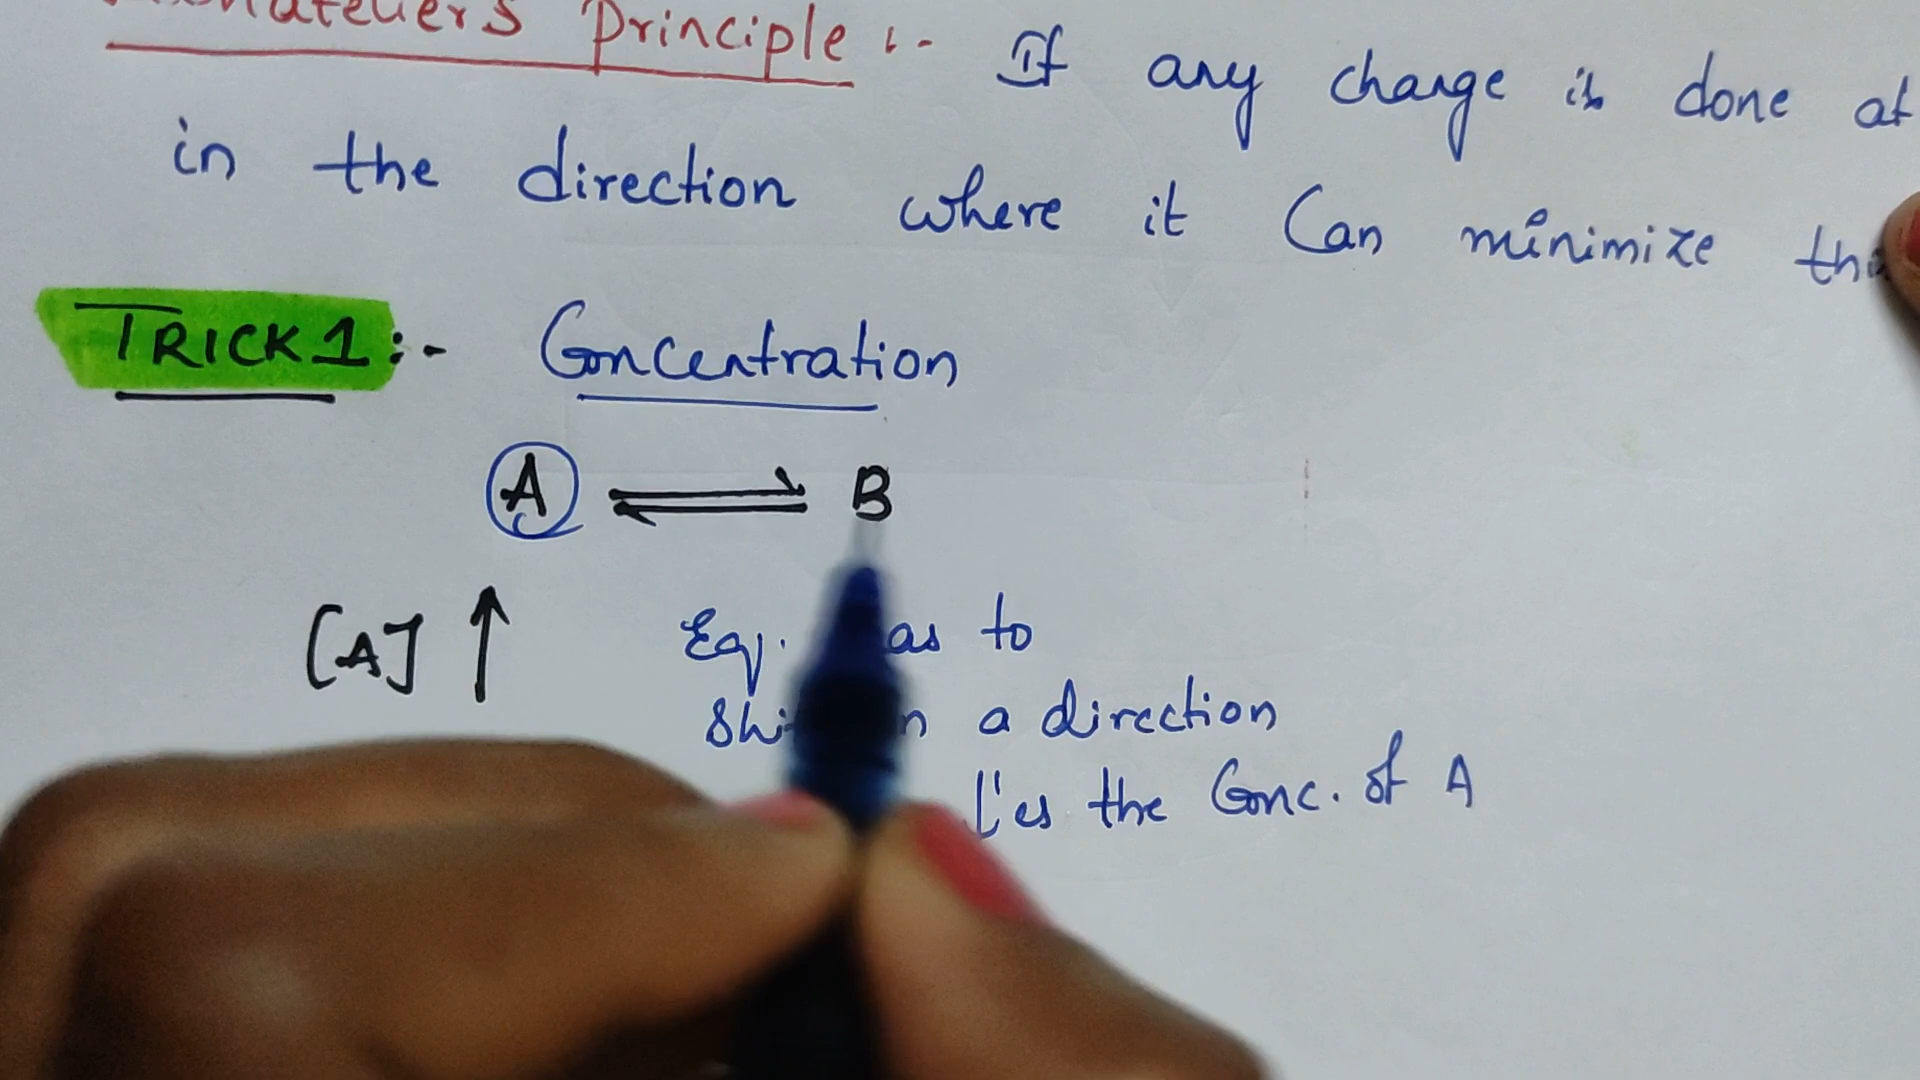 Principle :-  If any change is done at
in the direction where it Can minimize
TRICK 1 :- Concentration
A ⇌ B
[A] ↑ Eq. as to
a direction
↓'es the Conc. of A